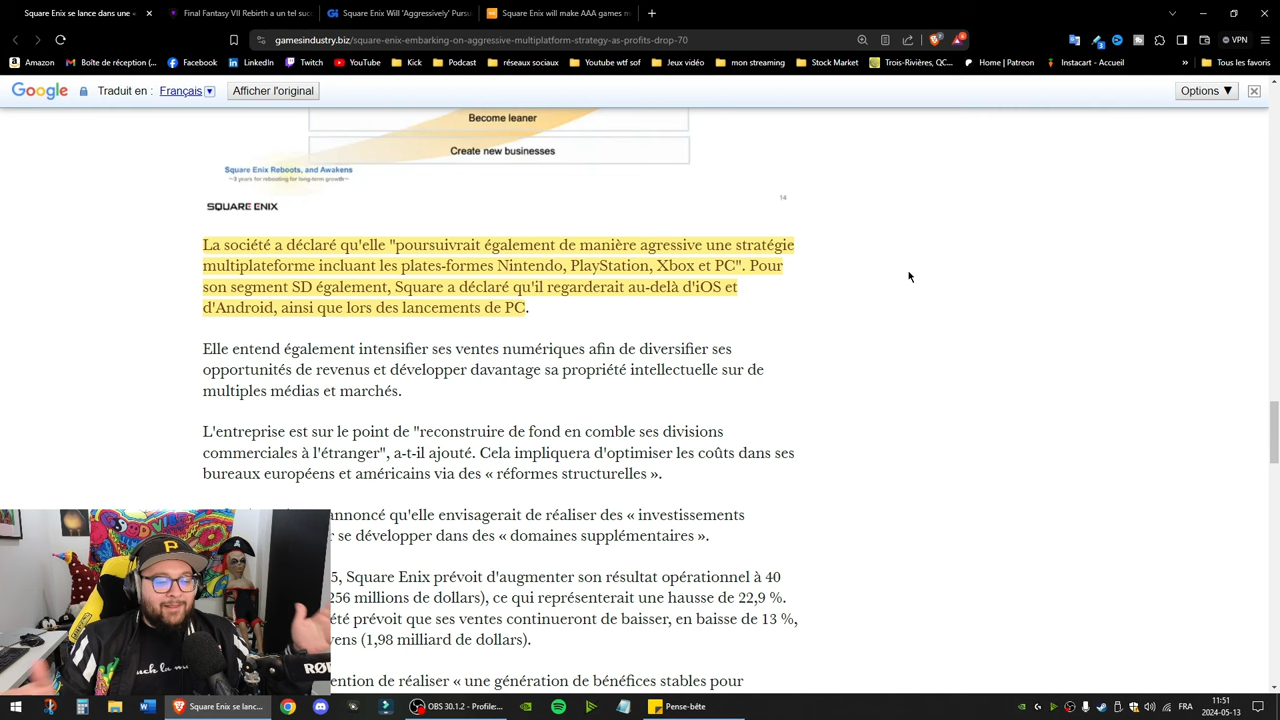 Square Enix se lance dans une «
Final Fantasy VII Rebirth a un tel succ
Square Enix Will 'Aggressively' Pursu
Square Enix will make AAA games m
gamesindustry.biz/square-enix-embarking-on-aggressive-multiplatform-strategy-as-profits-drop-70
VPN
Amazon
Boîte de réception (...
Facebook
LinkedIn
Twitch
YouTube
Kick
Podcast
réseaux sociaux
Youtube wtf sof
Jeux vidéo
mon streaming
Stock Market
Trois-Rivières, QC...
Home | Patreon
Instacart - Accueil
»
Tous les favoris
Google Traduit en : Français Afficher l'original Options ▼
Become leaner
Create new businesses
Square Enix Reboots, and Awakens
～3 years for rebooting for long-term growth～
SQUARE ENIX
14
La société a déclaré qu'elle "poursuivrait également de manière agressive une stratégie
multiplateforme incluant les plates-formes Nintendo, PlayStation, Xbox et PC". Pour
son segment SD également, Square a déclaré qu'il regarderait au-delà d'iOS et
d'Android, ainsi que lors des lancements de PC.
Elle entend également intensifier ses ventes numériques afin de diversifier ses
opportunités de revenus et développer davantage sa propriété intellectuelle sur de
multiples médias et marchés.
L'entreprise est sur le point de "reconstruire de fond en comble ses divisions
commerciales à l'étranger", a-t-il ajouté. Cela impliquera d'optimiser les coûts dans ses
bureaux européens et américains via des « réformes structurelles ».
annoncé qu'elle envisagerait de réaliser des « investissements
r se développer dans des « domaines supplémentaires ».
5, Square Enix prévoit d'augmenter son résultat opérationnel à 40
256 millions de dollars), ce qui représenterait une hausse de 22,9 %.
été prévoit que ses ventes continueront de baisser, en baisse de 13 %,
yens (1,98 milliard de dollars).
ention de réaliser « une génération de bénéfices stables pour
GOOD VIBE
P
RØD
Square Enix se lanc...
OBS 30.1.2 - Profile:...
Pense-bête
FRA
11:51
2024-05-13